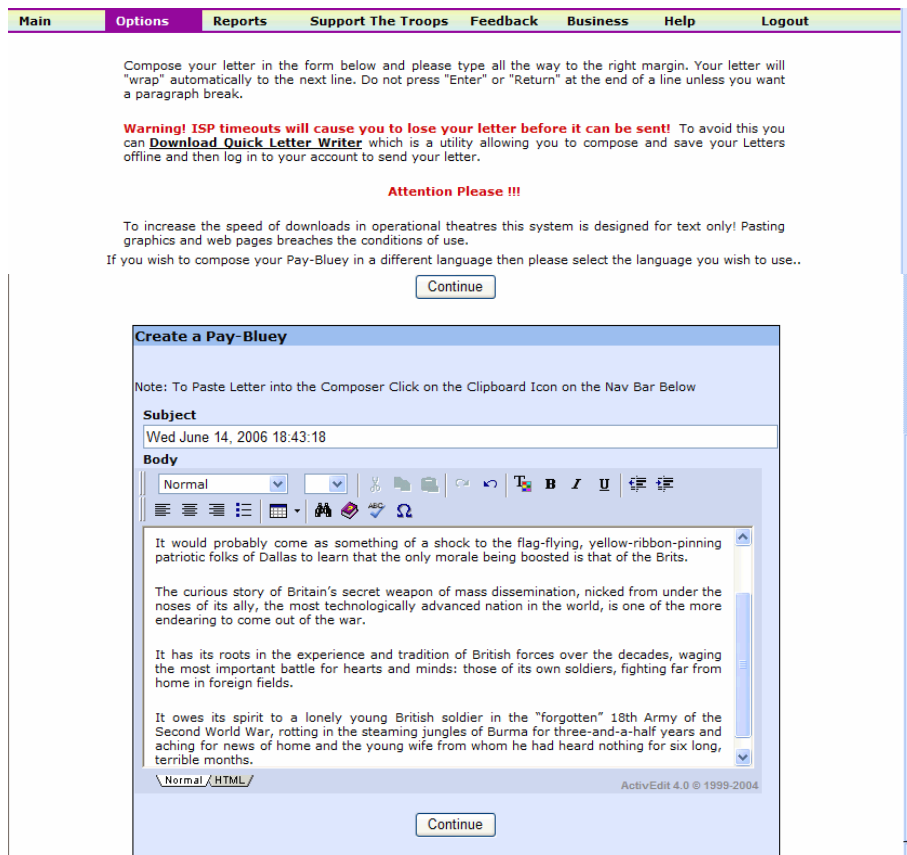 Main Options Reports Support The Troops Feedback Business Help Logout
Compose your letter in the form below and please type all the way to the right margin. Your letter will
"wrap" automatically to the next line. Do not press "Enter" or "Return" at the end of a line unless you want
a paragraph break.
Warning! ISP timeouts will cause you to lose your letter before it can be sent! To avoid this you
can Download Quick Letter Writer which is a utility allowing you to compose and save your Letters
offline and then log in to your account to send your letter.
Attention Please !!!
To increase the speed of downloads in operational theatres this system is designed for text only! Pasting
graphics and web pages breaches the conditions of use.
If you wish to compose your Pay-Bluey in a different language then please select the language you wish to use..
Continue
Create a Pay-Bluey
Note: To Paste Letter into the Composer Click on the Clipboard Icon on the Nav Bar Below
Subject
Wed June 14, 2006 18:43:18
Body
Normal T B I U
ABC Ω
It would probably come as something of a shock to the flag-flying, yellow-ribbon-pinning
patriotic folks of Dallas to learn that the only morale being boosted is that of the Brits.
The curious story of Britain’s secret weapon of mass dissemination, nicked from under the
noses of its ally, the most technologically advanced nation in the world, is one of the more
endearing to come out of the war.
It has its roots in the experience and tradition of British forces over the decades, waging
the most important battle for hearts and minds: those of its own soldiers, fighting far from
home in foreign fields.
It owes its spirit to a lonely young British soldier in the “forgotten” 18th Army of the
Second World War, rotting in the steaming jungles of Burma for three-and-a-half years and
aching for news of home and the young wife from whom he had heard nothing for six long,
terrible months.
Normal HTML ActivEdit 4.0 © 1999-2004
Continue